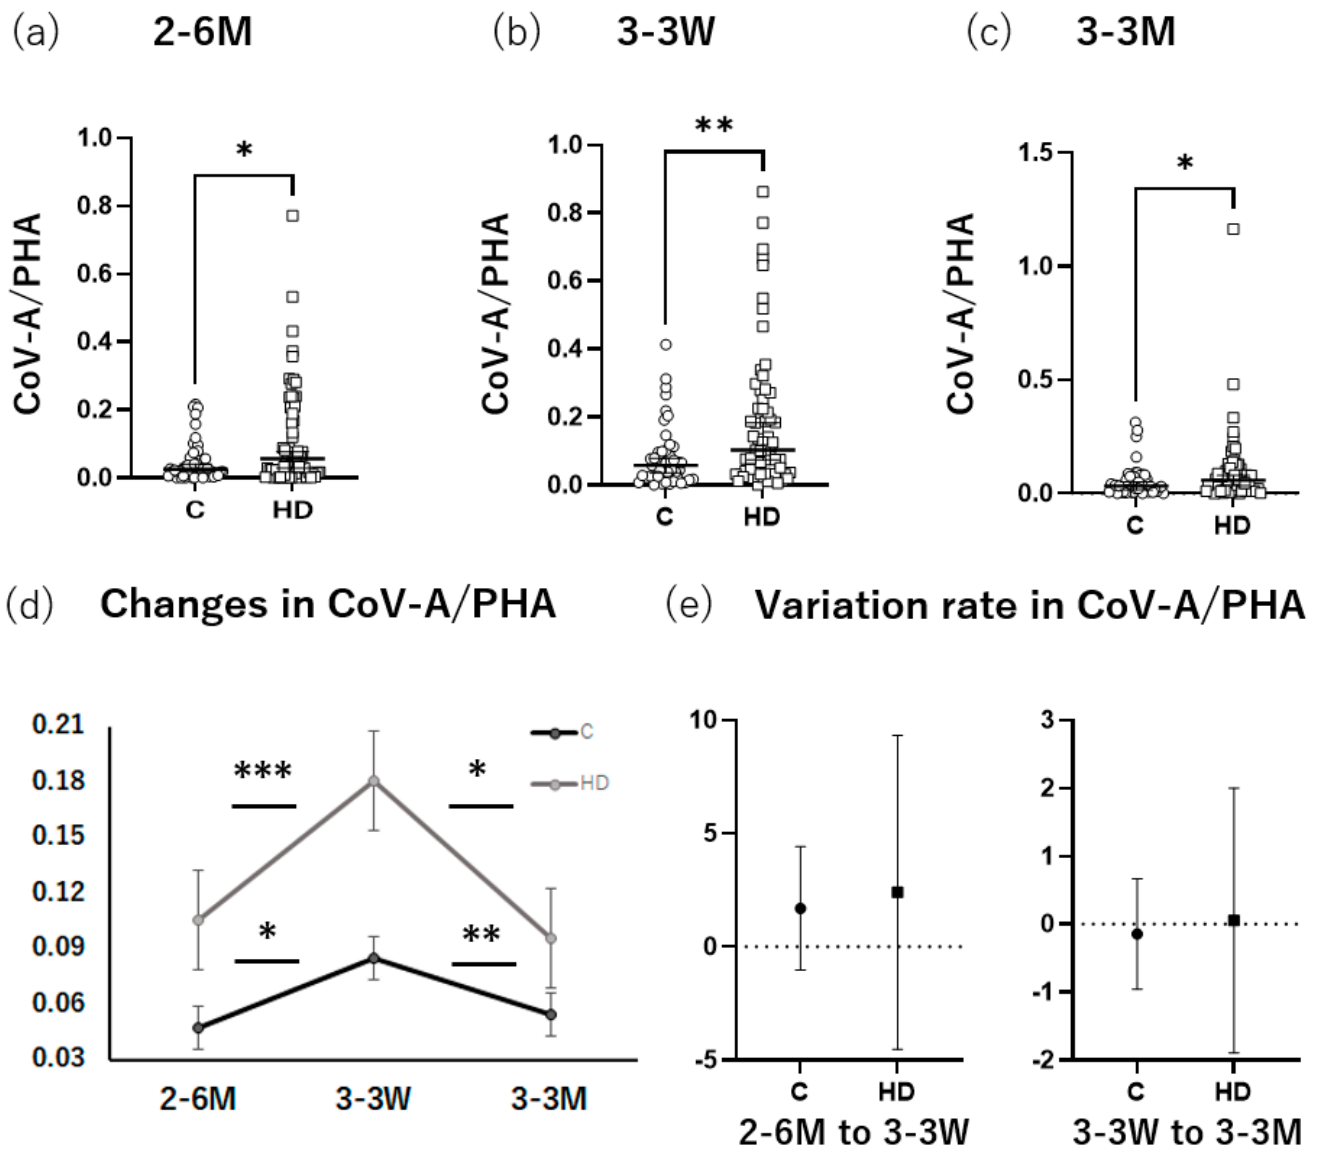 (a) 2-6M
(b) 3-3W
(c) 3-3M
CoV-A/PHA
1.0
0.8
0.6
0.4
0.2
0.0
*
C HD
CoV-A/PHA
1.0
0.8
0.6
0.4
0.2
0.0
**
C HD
CoV-A/PHA
1.5
1.0
0.5
0.0
*
C HD
(d) Changes in CoV-A/PHA
0.21
0.18
0.15
0.12
0.09
0.06
0.03
*** *
* **
C
HD
2-6M 3-3W 3-3M
(e) Variation rate in CoV-A/PHA
10
5
0
-5
C HD
2-6M to 3-3W
3
2
1
0
-1
-2
C HD
3-3W to 3-3M